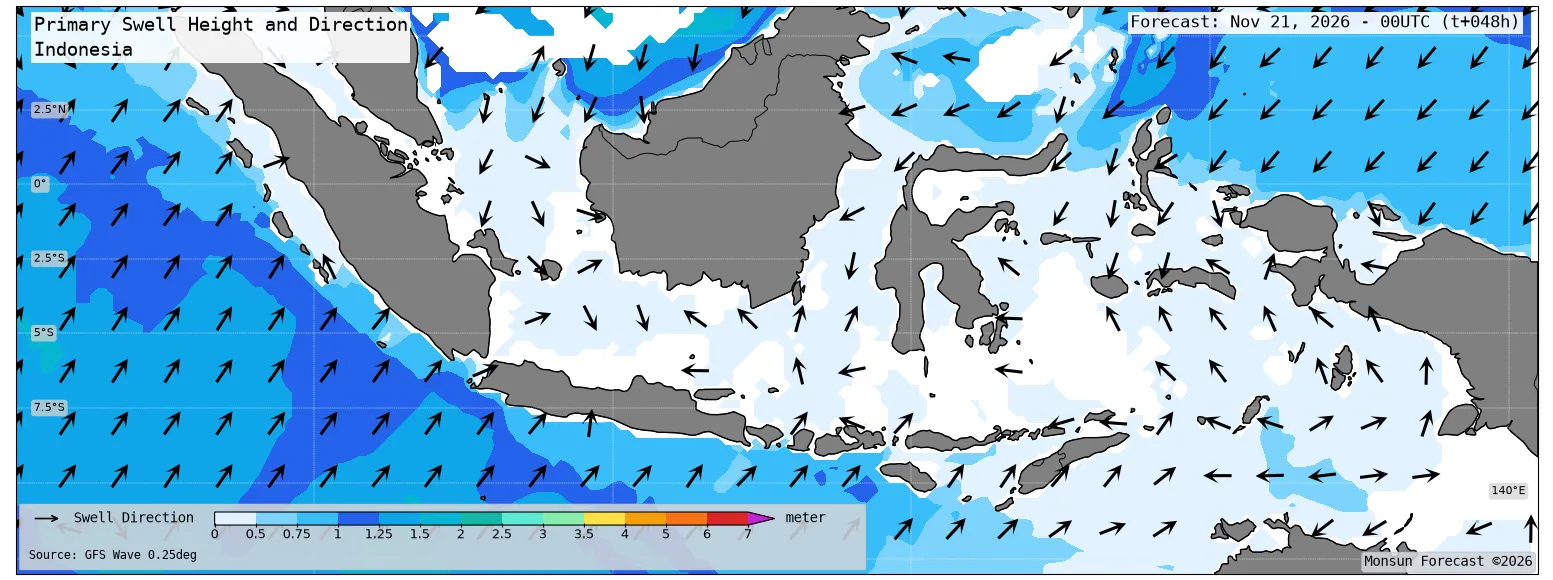 Primary Swell Height and Direction
Indonesia
Forecast: Nov 21, 2026 - 00UTC (t+048h)
2.5°N
0°
2.5°S
5°S
7.5°S
140°E
Swell Direction
0 0.5 0.75 1 1.25 1.5 2 2.5 3 3.5 4 5 6 7 meter
Source: GFS Wave 0.25deg
Monsun Forecast ©2026